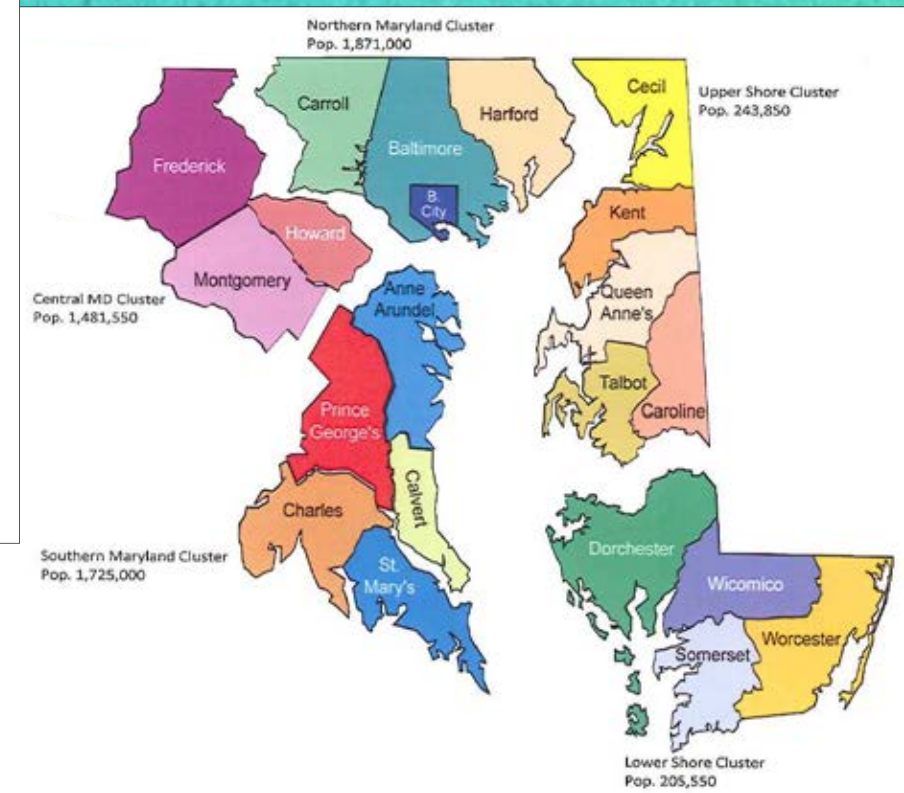 Northern Maryland Cluster
Pop. 1,871,000
Carroll
Baltimore
Harford
B.
City
Cecil
Upper Shore Cluster
Pop. 243,850
Frederick
Howard
Montgomery
Central MD Cluster
Pop. 1,481,550
Kent
Queen
Anne's
Talbot
Caroline
Anne
Arundel
Prince
George's
Calvert
Charles
St.
Mary's
Southern Maryland Cluster
Pop. 1,725,000
Dorchester
Wicomico
Somerset
Worcester
Lower Shore Cluster
Pop. 205,550